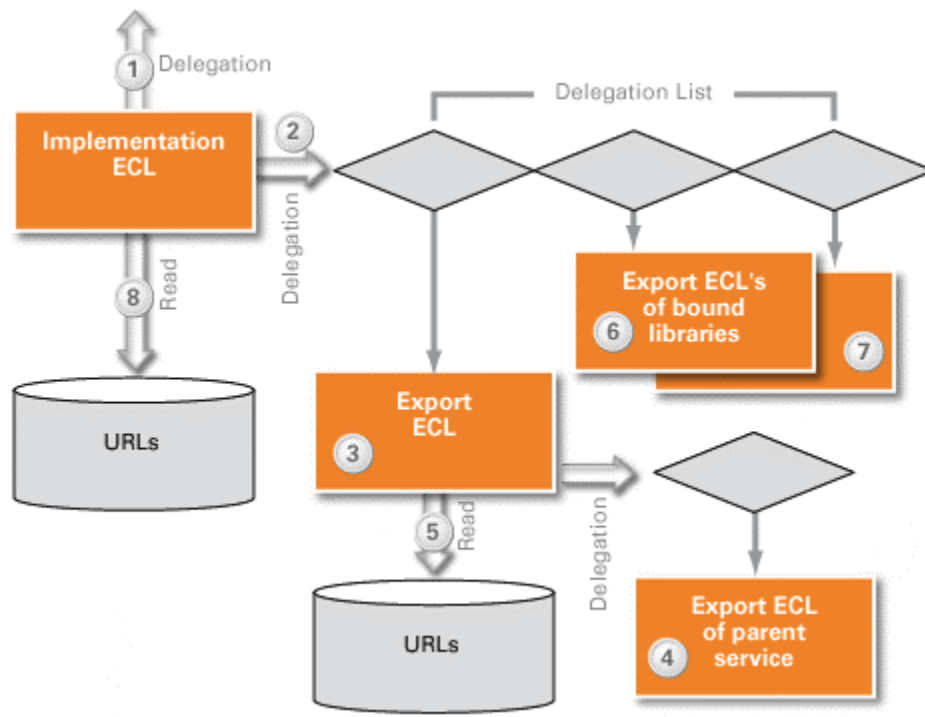 1
Delegation
Delegation List
Implementation
ECL
2
Delegation
8
Read
Export ECL's
of bound
libraries
6
7
URLs
Export
ECL
3
5
Read
Delegation
URLs
Export ECL
of parent
service
4